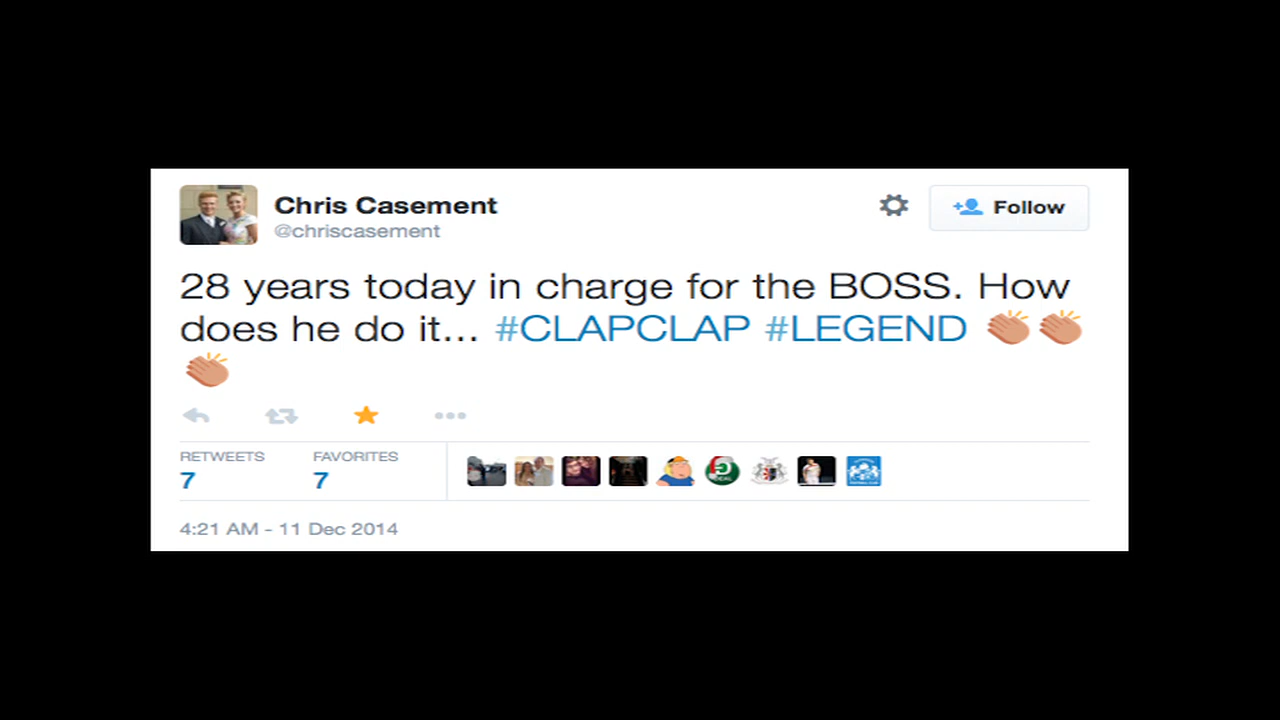 Chris Casement
@chriscasement
Follow
28 years today in charge for the BOSS. How
does he do it... #CLAPCLAP #LEGEND 👏👏
👏
RETWEETS FAVORITES
7 7
4:21 AM - 11 Dec 2014